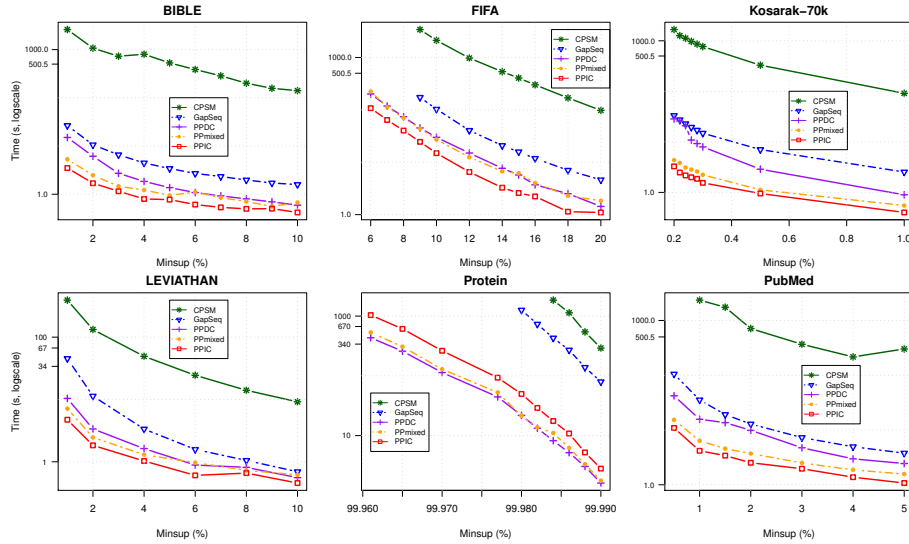 BIBLE
Time (s, logscale)
1000.0
500.5
1.0
CPSM
GapSeq
PPDC
PPmixed
PPIC
2 4 6 8 10
Minsup (%)
FIFA
1000.0
500.5
1.0
CPSM
GapSeq
PPDC
PPmixed
PPIC
6 8 9 10 12 14 15 16 18 20
Minsup (%)
Kosarak−70k
1000.0
500.5
1.0
CPSM
GapSeq
PPDC
PPmixed
PPIC
0.2 0.4 0.6 0.8 1.0
Minsup (%)
LEVIATHAN
Time (s, logscale)
100
67
34
1
CPSM
GapSeq
PPDC
PPmixed
PPIC
2 4 6 8 10
Minsup (%)
Protein
1000
670
340
10
CPSM
GapSeq
PPDC
PPmixed
PPIC
99.960 99.970 99.980 99.990
Minsup (%)
PubMed
500.5
1.0
CPSM
GapSeq
PPDC
PPmixed
PPIC
1 2 3 4 5
Minsup (%)